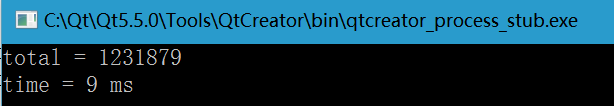 C:\Qt\Qt5.5.0\Tools\QtCreator\bin\qtcreator_process_stub.exe
total = 1231879
time = 9 ms